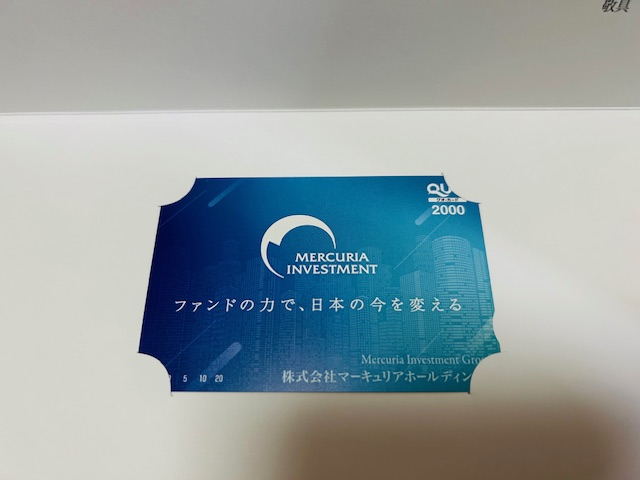 敬具
QU
クオ・カード
2000
MERCURIA
INVESTMENT
ファンドの力で、日本の今を変える
Mercuria Investment Gro
株式会社マーキュリアホールディン
5 10 20